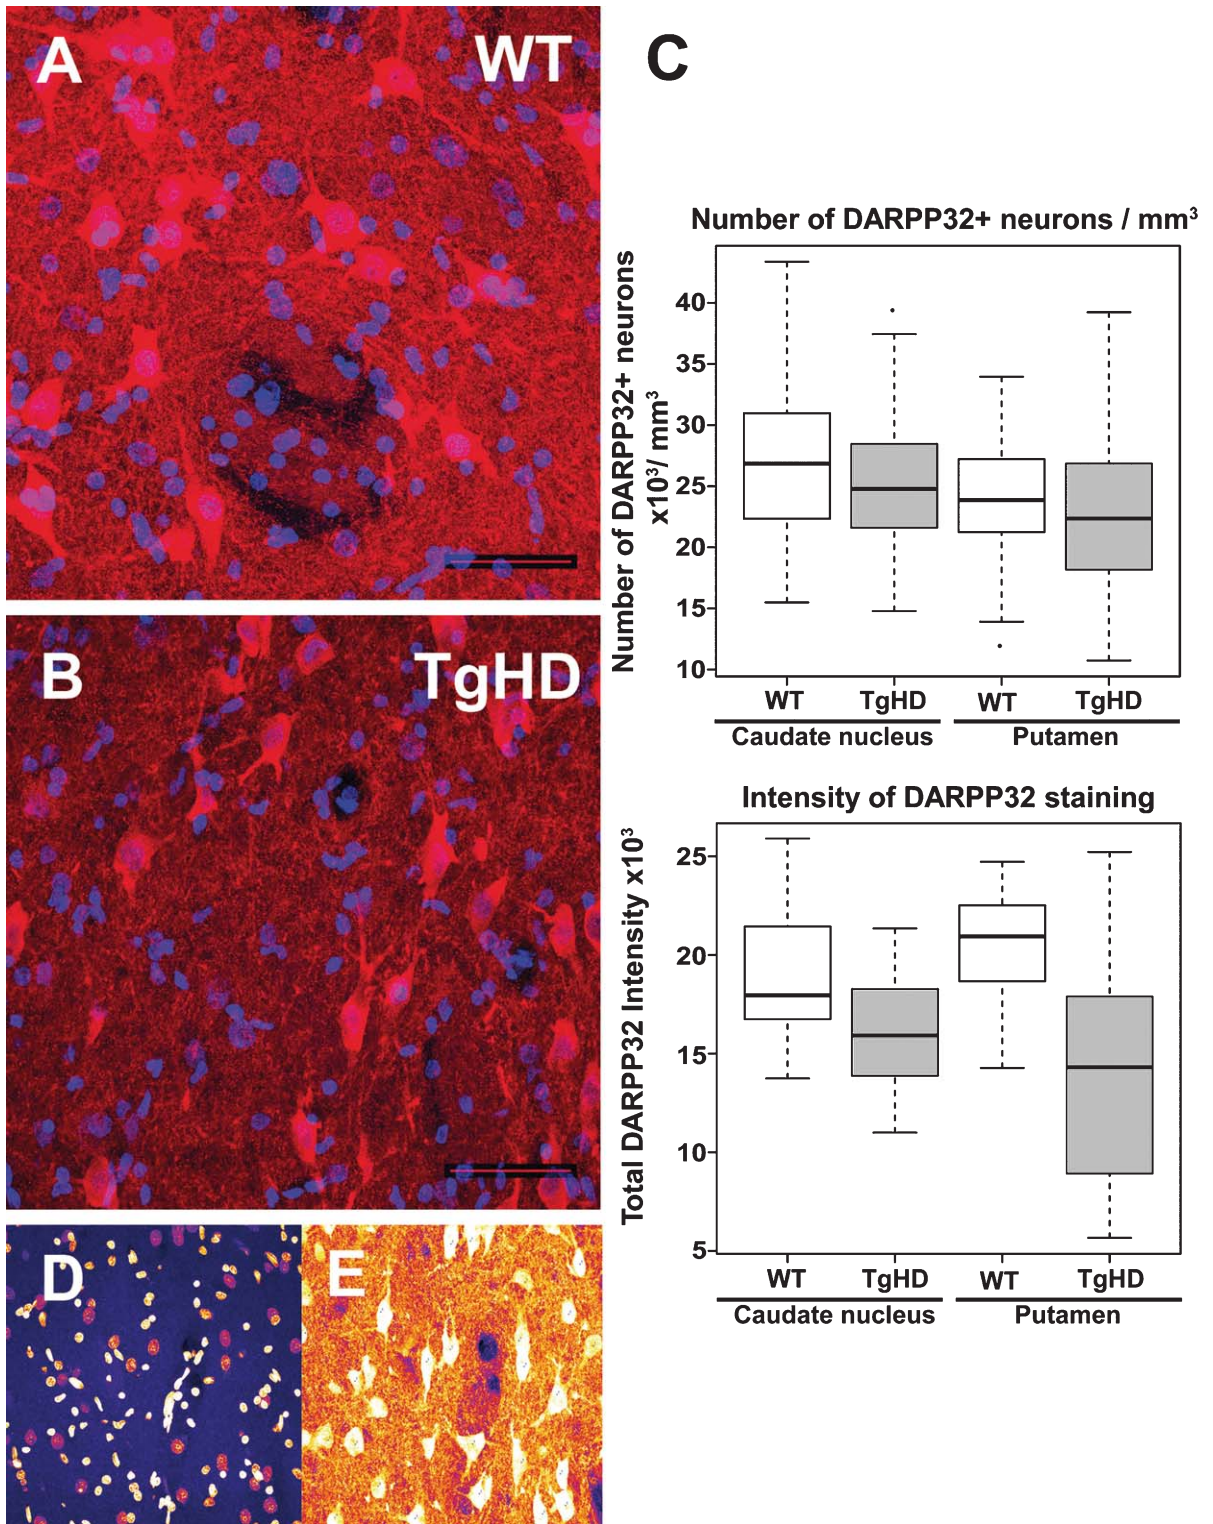 A
WT
B
TgHD
C
Number of DARPP32+ neurons / mm³
Number of DARPP32+ neurons
x10³/ mm³
40
35
30
25
20
15
10
WT
TgHD
WT
TgHD
Caudate nucleus
Putamen
Intensity of DARPP32 staining
Total DARPP32 Intensity x10³
25
20
15
10
5
WT
TgHD
WT
TgHD
Caudate nucleus
Putamen
D
E